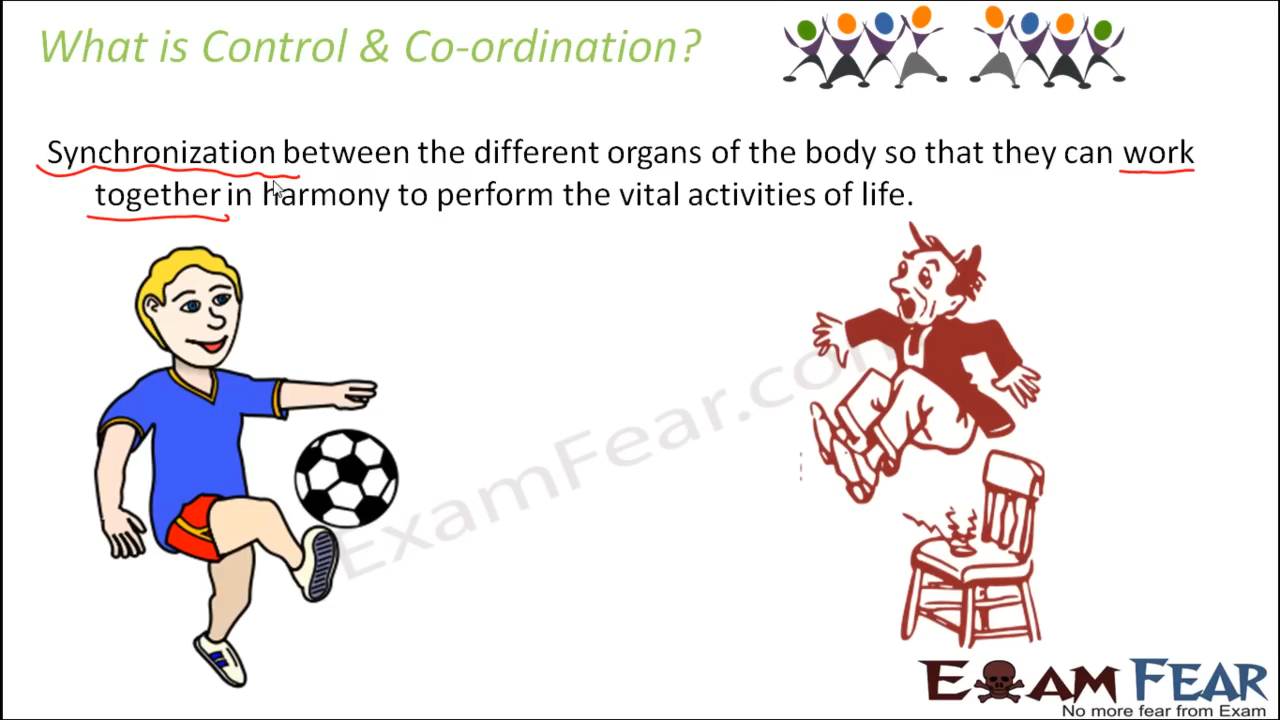 What is Control & Co-ordination?
Synchronization between the different organs of the body so that they can work
together in harmony to perform the vital activities of life.
ExamFear.com
EXAM FEAR
No more fear from Exam